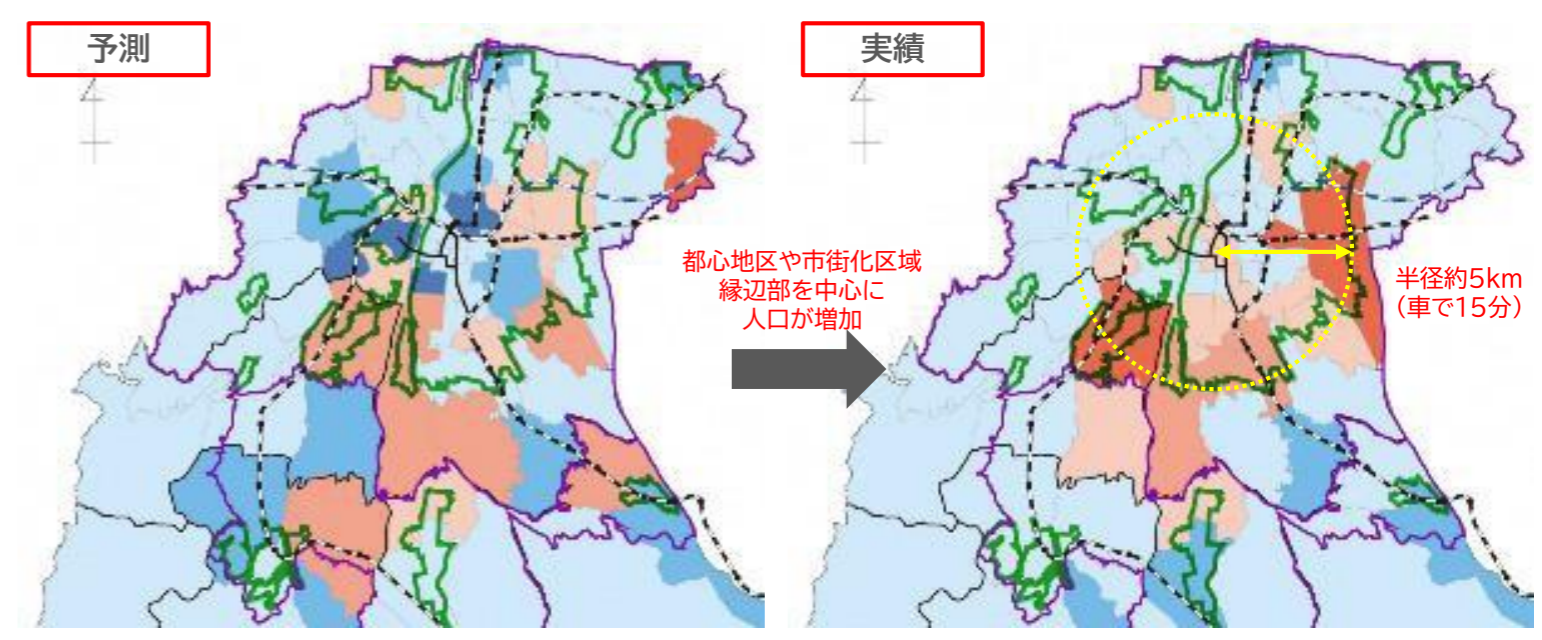 予測
実績
都心地区や市街化区域
縁辺部を中心に
人口が増加
半径約5km
（車で15分）